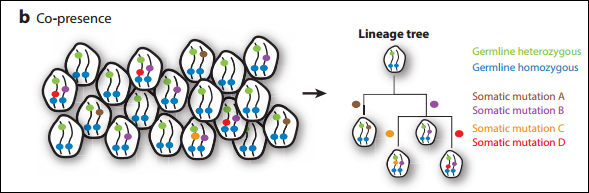 b Co-presence
Lineage tree
Germline heterozygous
Germline homozygous
Somatic mutation A
Somatic mutation B
Somatic mutation C
Somatic mutation D